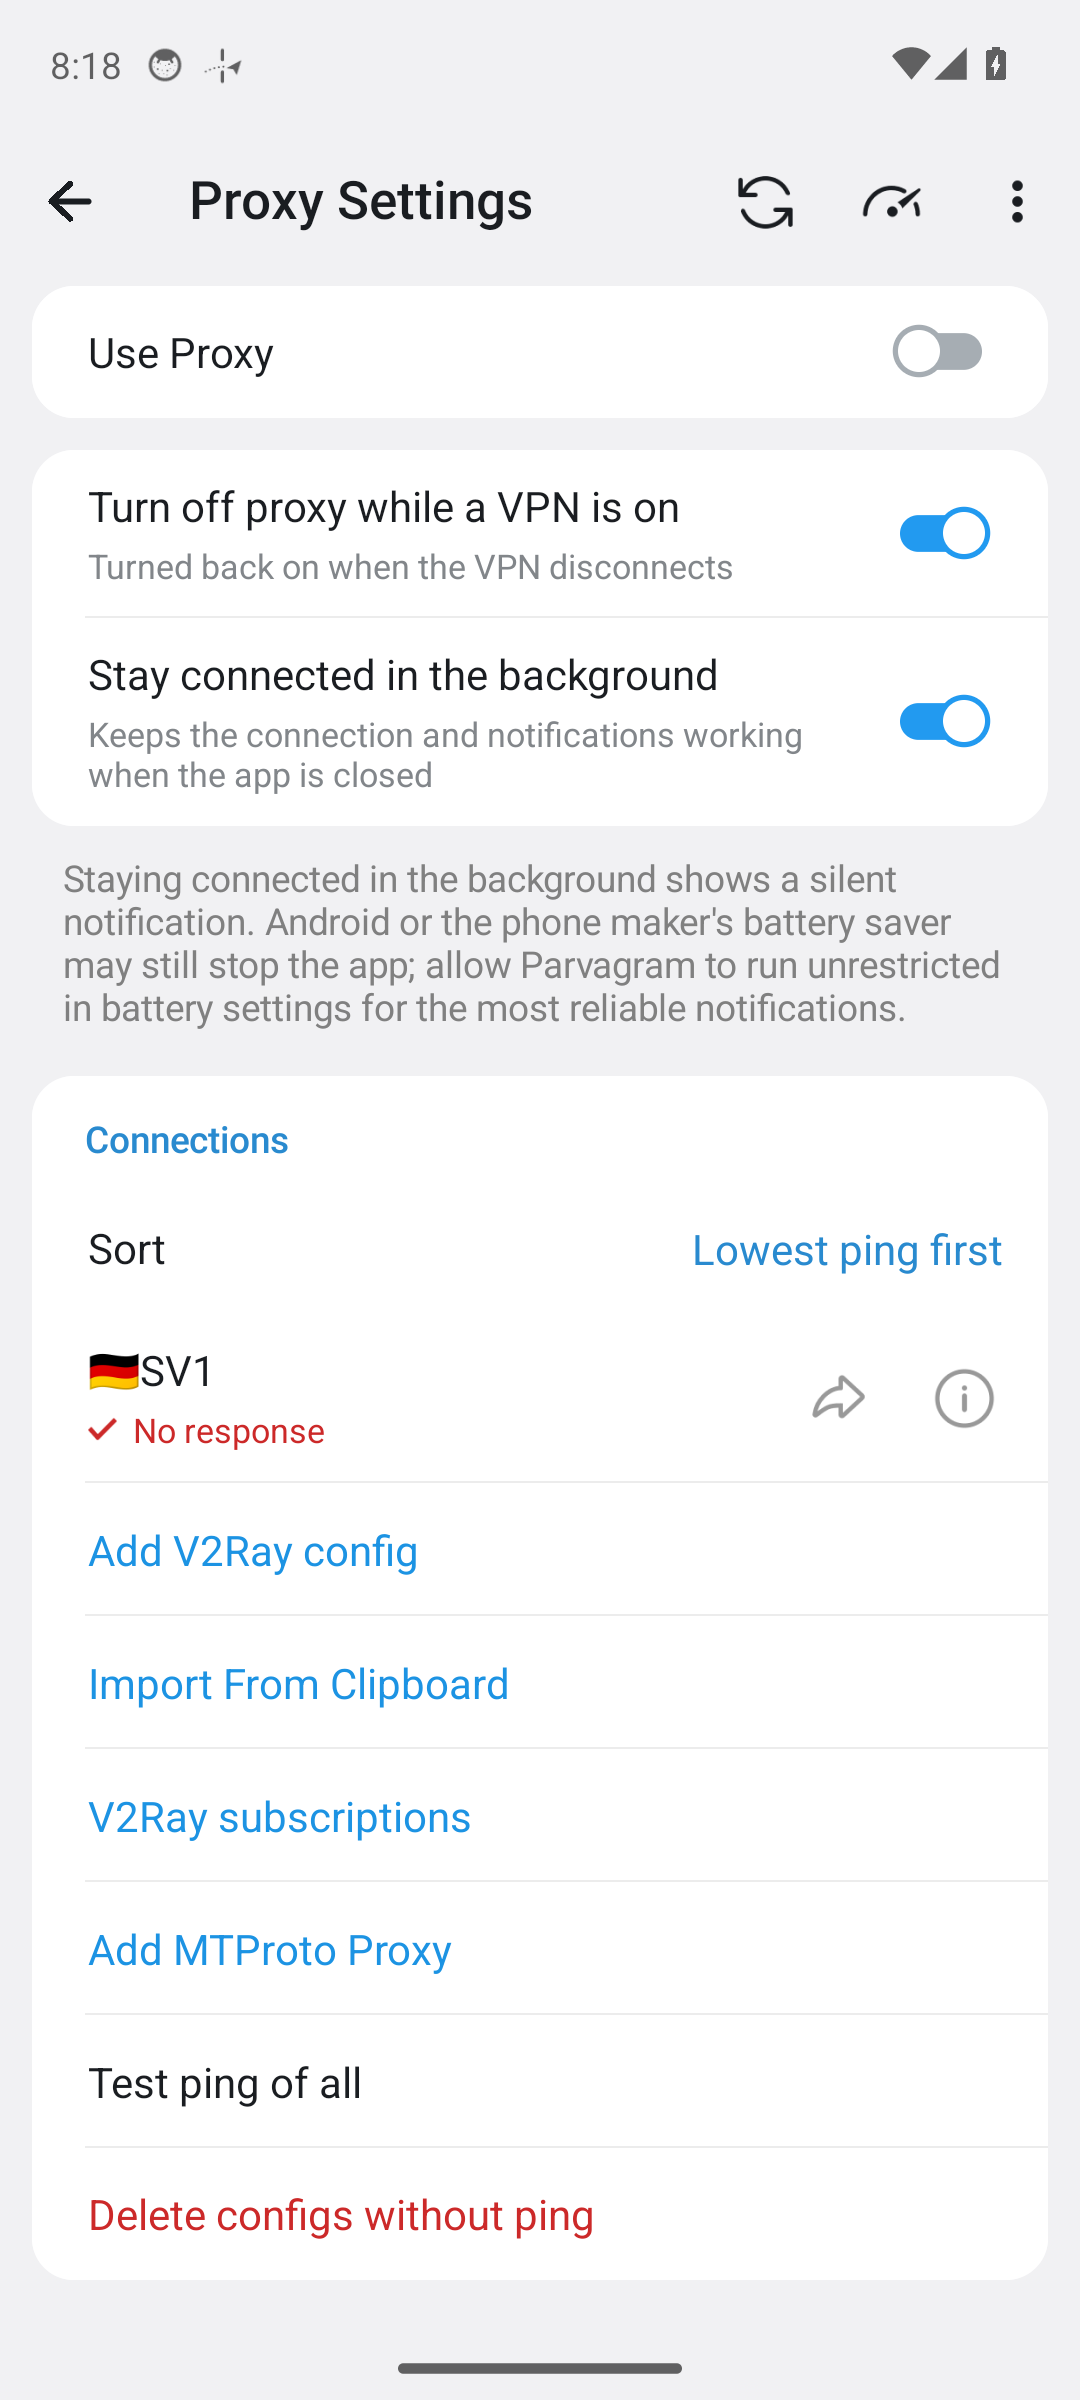 8:18
Proxy Settings
Use Proxy
Turn off proxy while a VPN is on
Turned back on when the VPN disconnects
Stay connected in the background
Keeps the connection and notifications working
when the app is closed
Staying connected in the background shows a silent
notification. Android or the phone maker's battery saver
may still stop the app; allow Parvagram to run unrestricted
in battery settings for the most reliable notifications.
Connections
Sort
Lowest ping first
🇩🇪SV1
No response
Add V2Ray config
Import From Clipboard
V2Ray subscriptions
Add MTProto Proxy
Test ping of all
Delete configs without ping